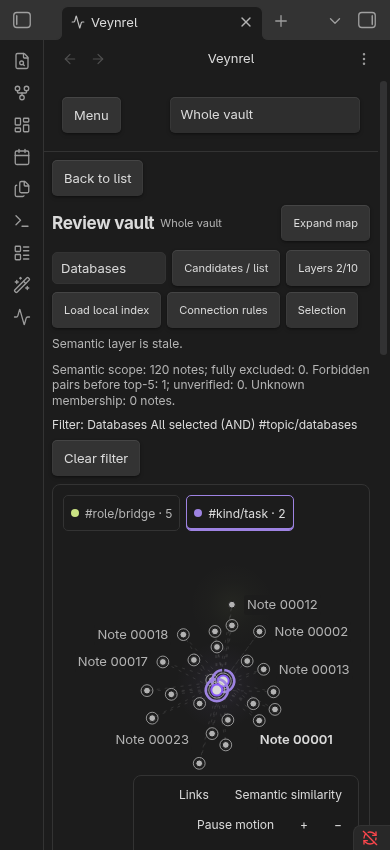 Veynrel
Veynrel
Menu
Whole vault
Back to list
Review vault Whole vault
Expand map
Databases
Candidates / list
Layers 2/10
Load local index
Connection rules
Selection
Semantic layer is stale.
Semantic scope: 120 notes; fully excluded: 0. Forbidden
pairs before top-5: 1; unverified: 0. Unknown
membership: 0 notes.
Filter: Databases All selected (AND) #topic/databases
Clear filter
#role/bridge · 5
#kind/task · 2
Note 00012
Note 00018
Note 00002
Note 00017
Note 00013
Note 00023
Note 00001
Links
Semantic similarity
Pause motion + −